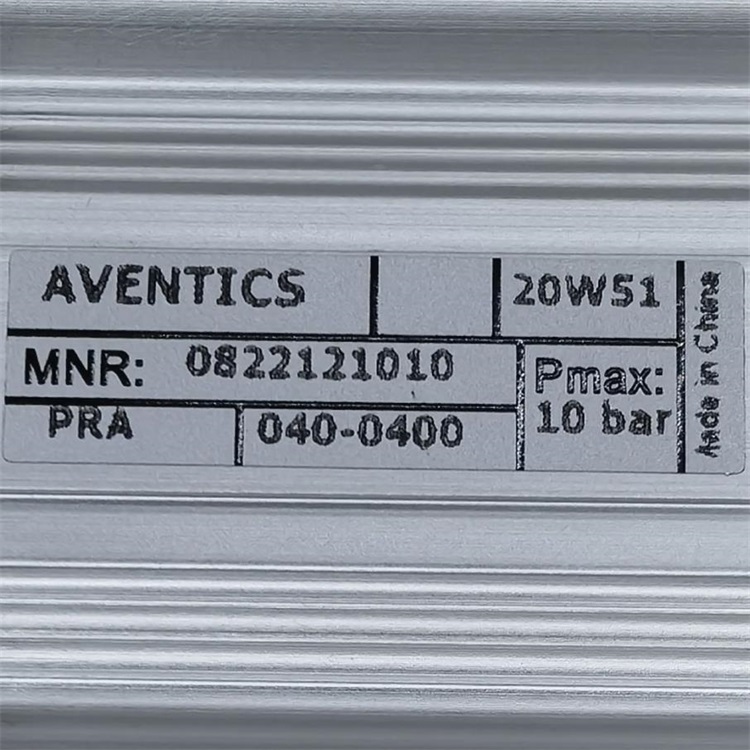 AVENTICS
20W51
MNR: 0822121010
PRA
040-0400
Pmax:
10 bar
Made in China